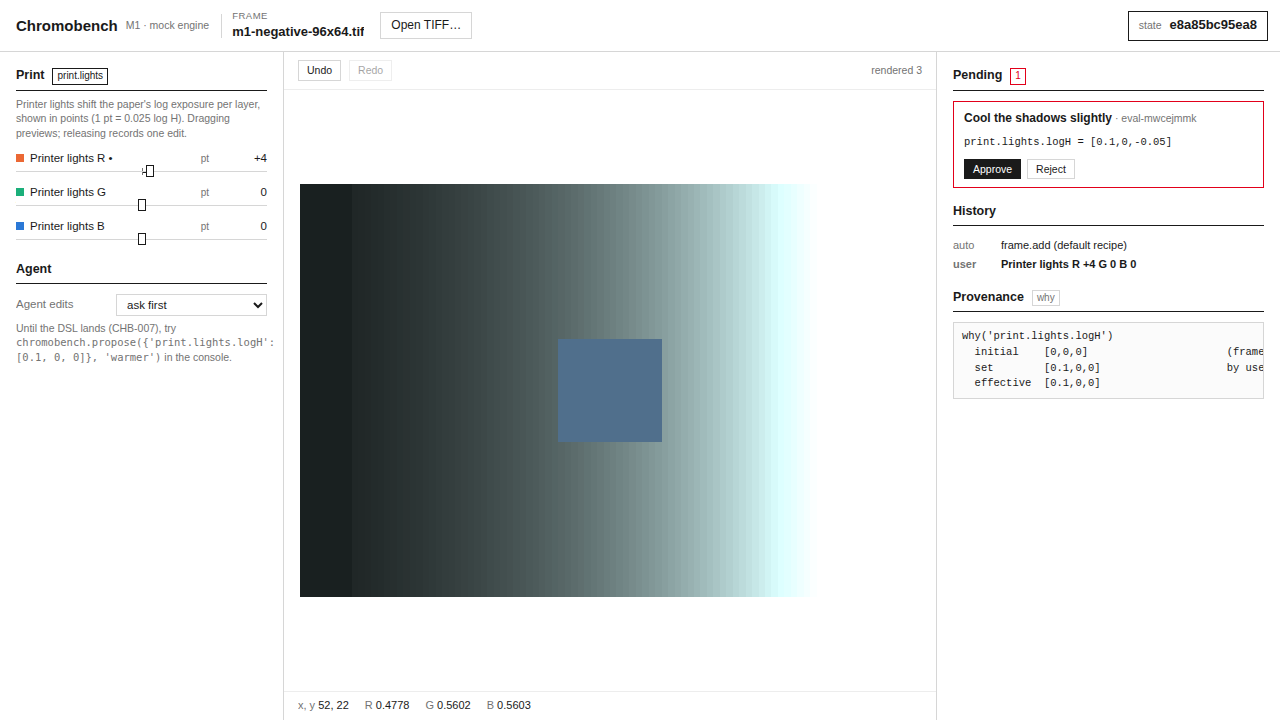 Chromobench M1 · mock engine
FRAME
m1-negative-96x64.tif
Open TIFF…
state e8a85bc95ea8
Print print.lights
Printer lights shift the paper's log exposure per layer,
shown in points (1 pt = 0.025 log H). Dragging
previews; releasing records one edit.
Printer lights R • pt +4
Printer lights G pt 0
Printer lights B pt 0
Agent
Agent edits ask first
Until the DSL lands (CHB-007), try
chromobench.propose({'print.lights.logH':
[0.1, 0, 0]}, 'warmer') in the console.
Undo Redo rendered 3
x, y 52, 22 R 0.4778 G 0.5602 B 0.5603
Pending 1
Cool the shadows slightly · eval-mwcejmmk
print.lights.logH = [0.1,0,-0.05]
Approve Reject
History
auto frame.add (default recipe)
user Printer lights R +4 G 0 B 0
Provenance why
why('print.lights.logH')
initial [0,0,0] (frame
set [0.1,0,0] by use
effective [0.1,0,0]